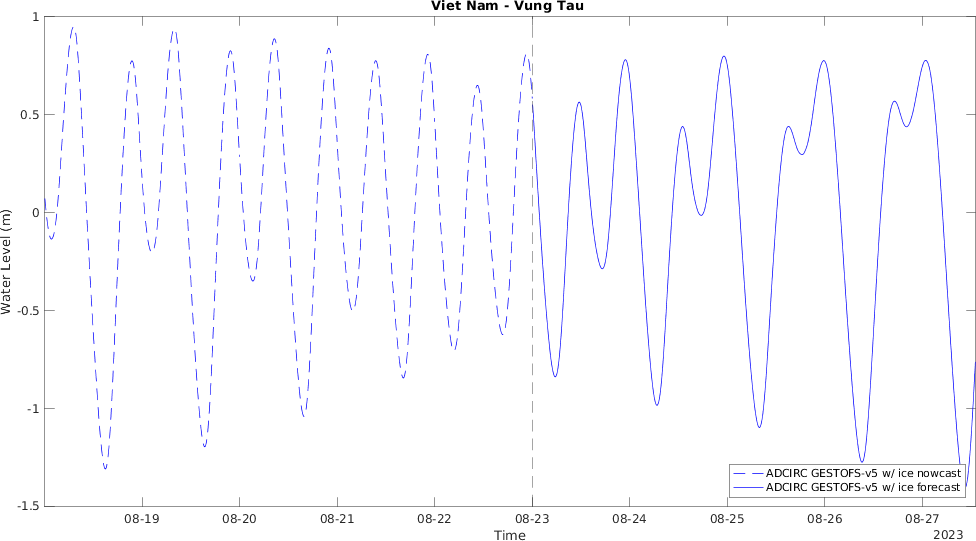 Viet Nam - Vung Tau
1
0.5
0
-0.5
-1
-1.5
Water Level (m)
ADCIRC GESTOFS-v5 w/ ice nowcast
ADCIRC GESTOFS-v5 w/ ice forecast
08-19 08-20 08-21 08-22 08-23 08-24 08-25 08-26 08-27
Time
2023